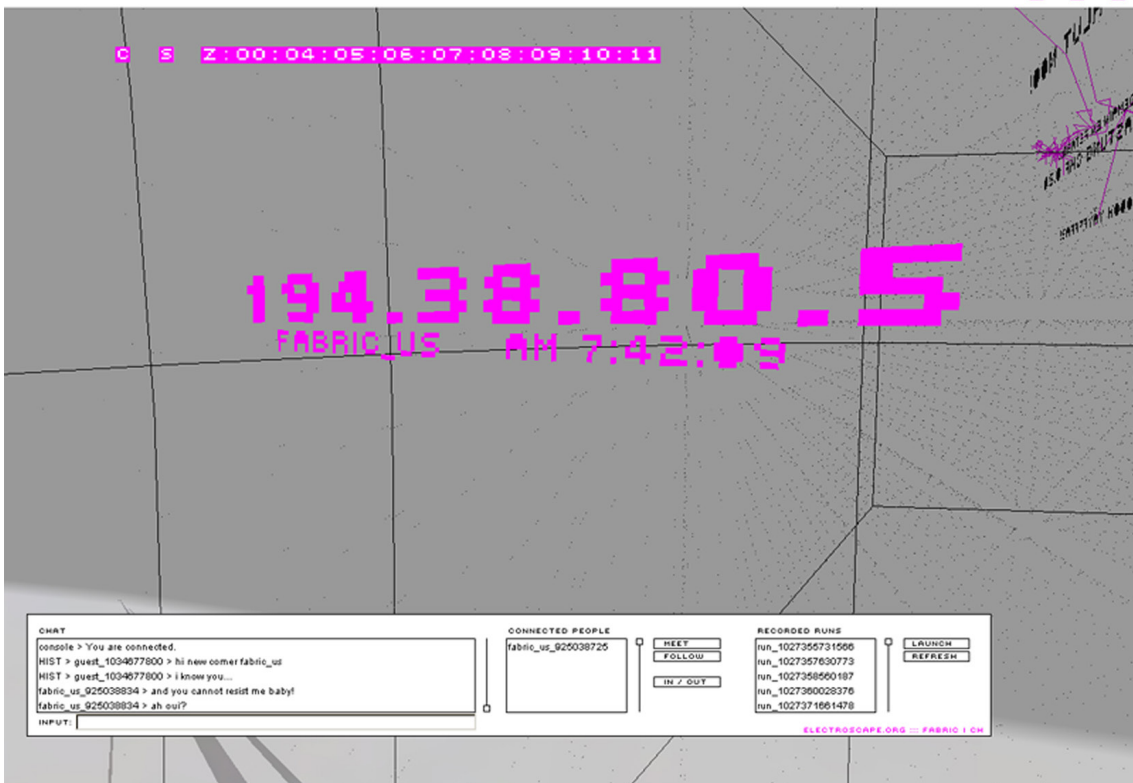 C S Z:00:04:05:06:07:08:09:10:11
194.38.80.5
FABRIC_US AM 7:42:09
CHAT
console > You are connected.
HIST > guest_1034677800 > hi new comer fabric_us
HIST > guest_1034677800 > i know you...
fabric_us_925038834 > and you cannot resist me baby!
fabric_us_925038834 > ah oui?
INPUT:
CONNECTED PEOPLE
fabric_us_925038725
MEET
FOLLOW
IN / OUT
RECORDED RUNS
run_1027355731566
run_1027357630773
run_1027358560187
run_1027360028376
run_1027371661478
LAUNCH
REFRESH
ELECTROSCAPE.ORG ::: FABRIC | CH